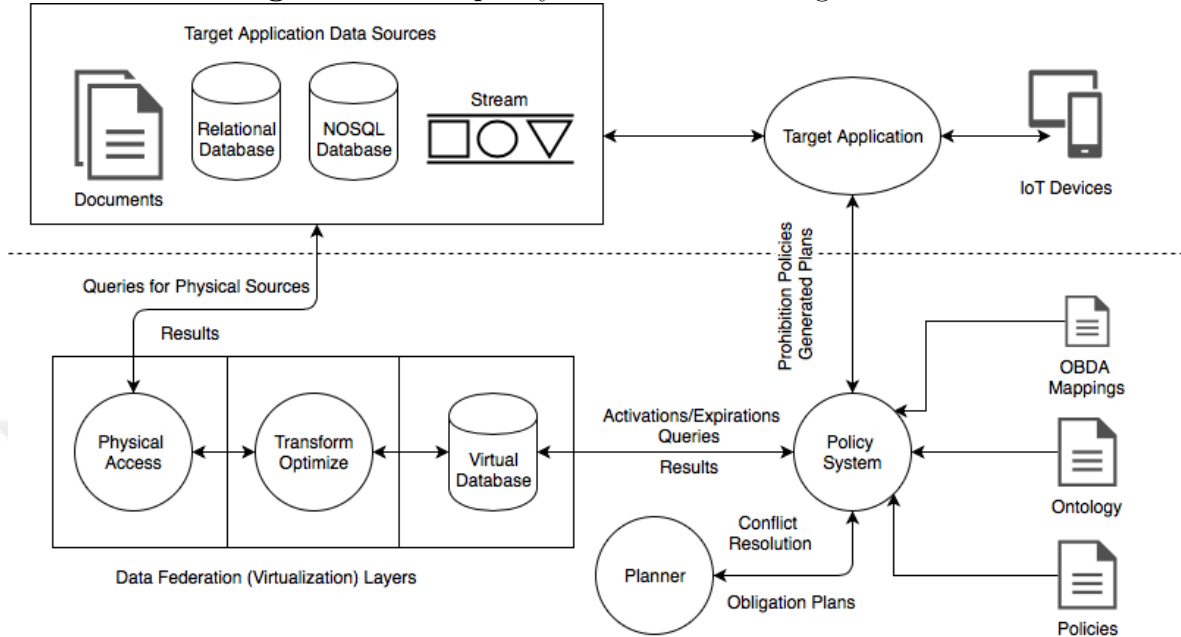 Target Application Data Sources
Relational
Database
NOSQL
Database
Stream
Documents
Target Application
IoT Devices
Prohibition Policies
Generated Plans
Queries for Physical Sources
Results
Physical
Access
Transform
Optimize
Virtual
Database
Data Federation (Virtualization) Layers
Activations/Expirations
Queries
Results
Policy
System
OBDA
Mappings
Ontology
Policies
Conflict
Resolution
Planner
Obligation Plans